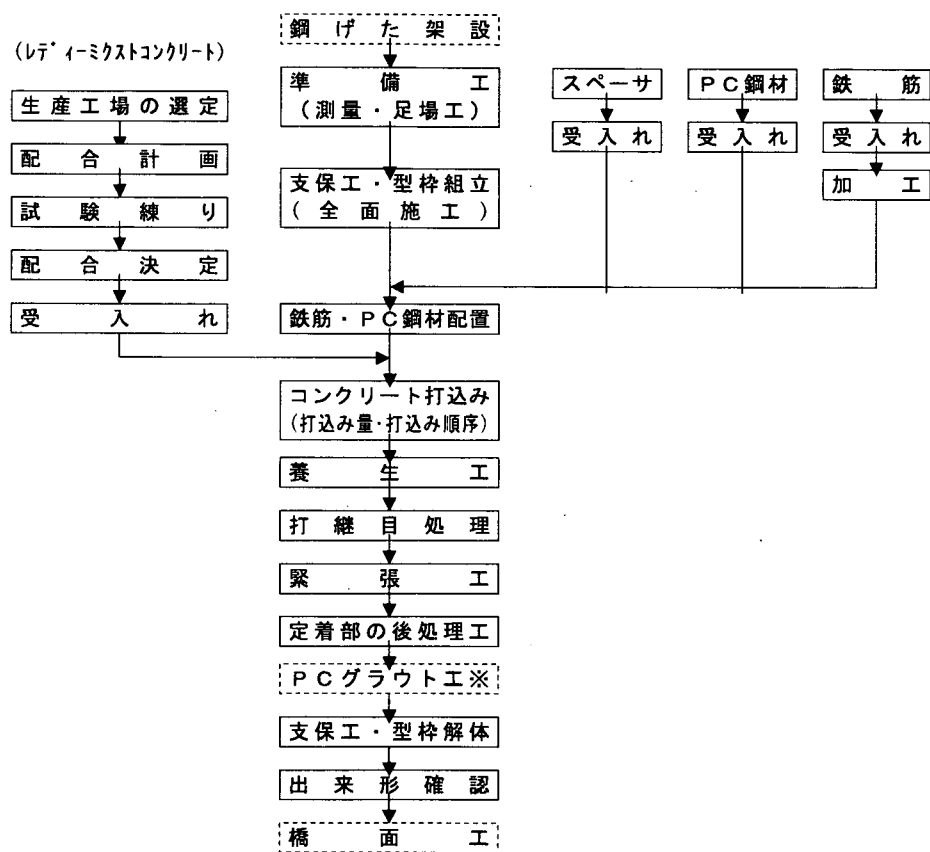 鋼げた架設
(ﾚﾃﾞｨｰﾐｸｽﾄｺﾝｸﾘｰﾄ)
準備工
(測量・足場工)
スペーサ
PC鋼材
鉄筋
生産工場の選定
受入れ
受入れ
受入れ
配合計画
支保工・型枠組立
(全面施工)
加工
試験練り
配合決定
受入れ
鉄筋・PC鋼材配置
コンクリート打込み
(打込み量・打込み順序)
養生工
打継目処理
緊張工
定着部の後処理工
PCグラウト工※
支保工・型枠解体
出来形確認
橋面工